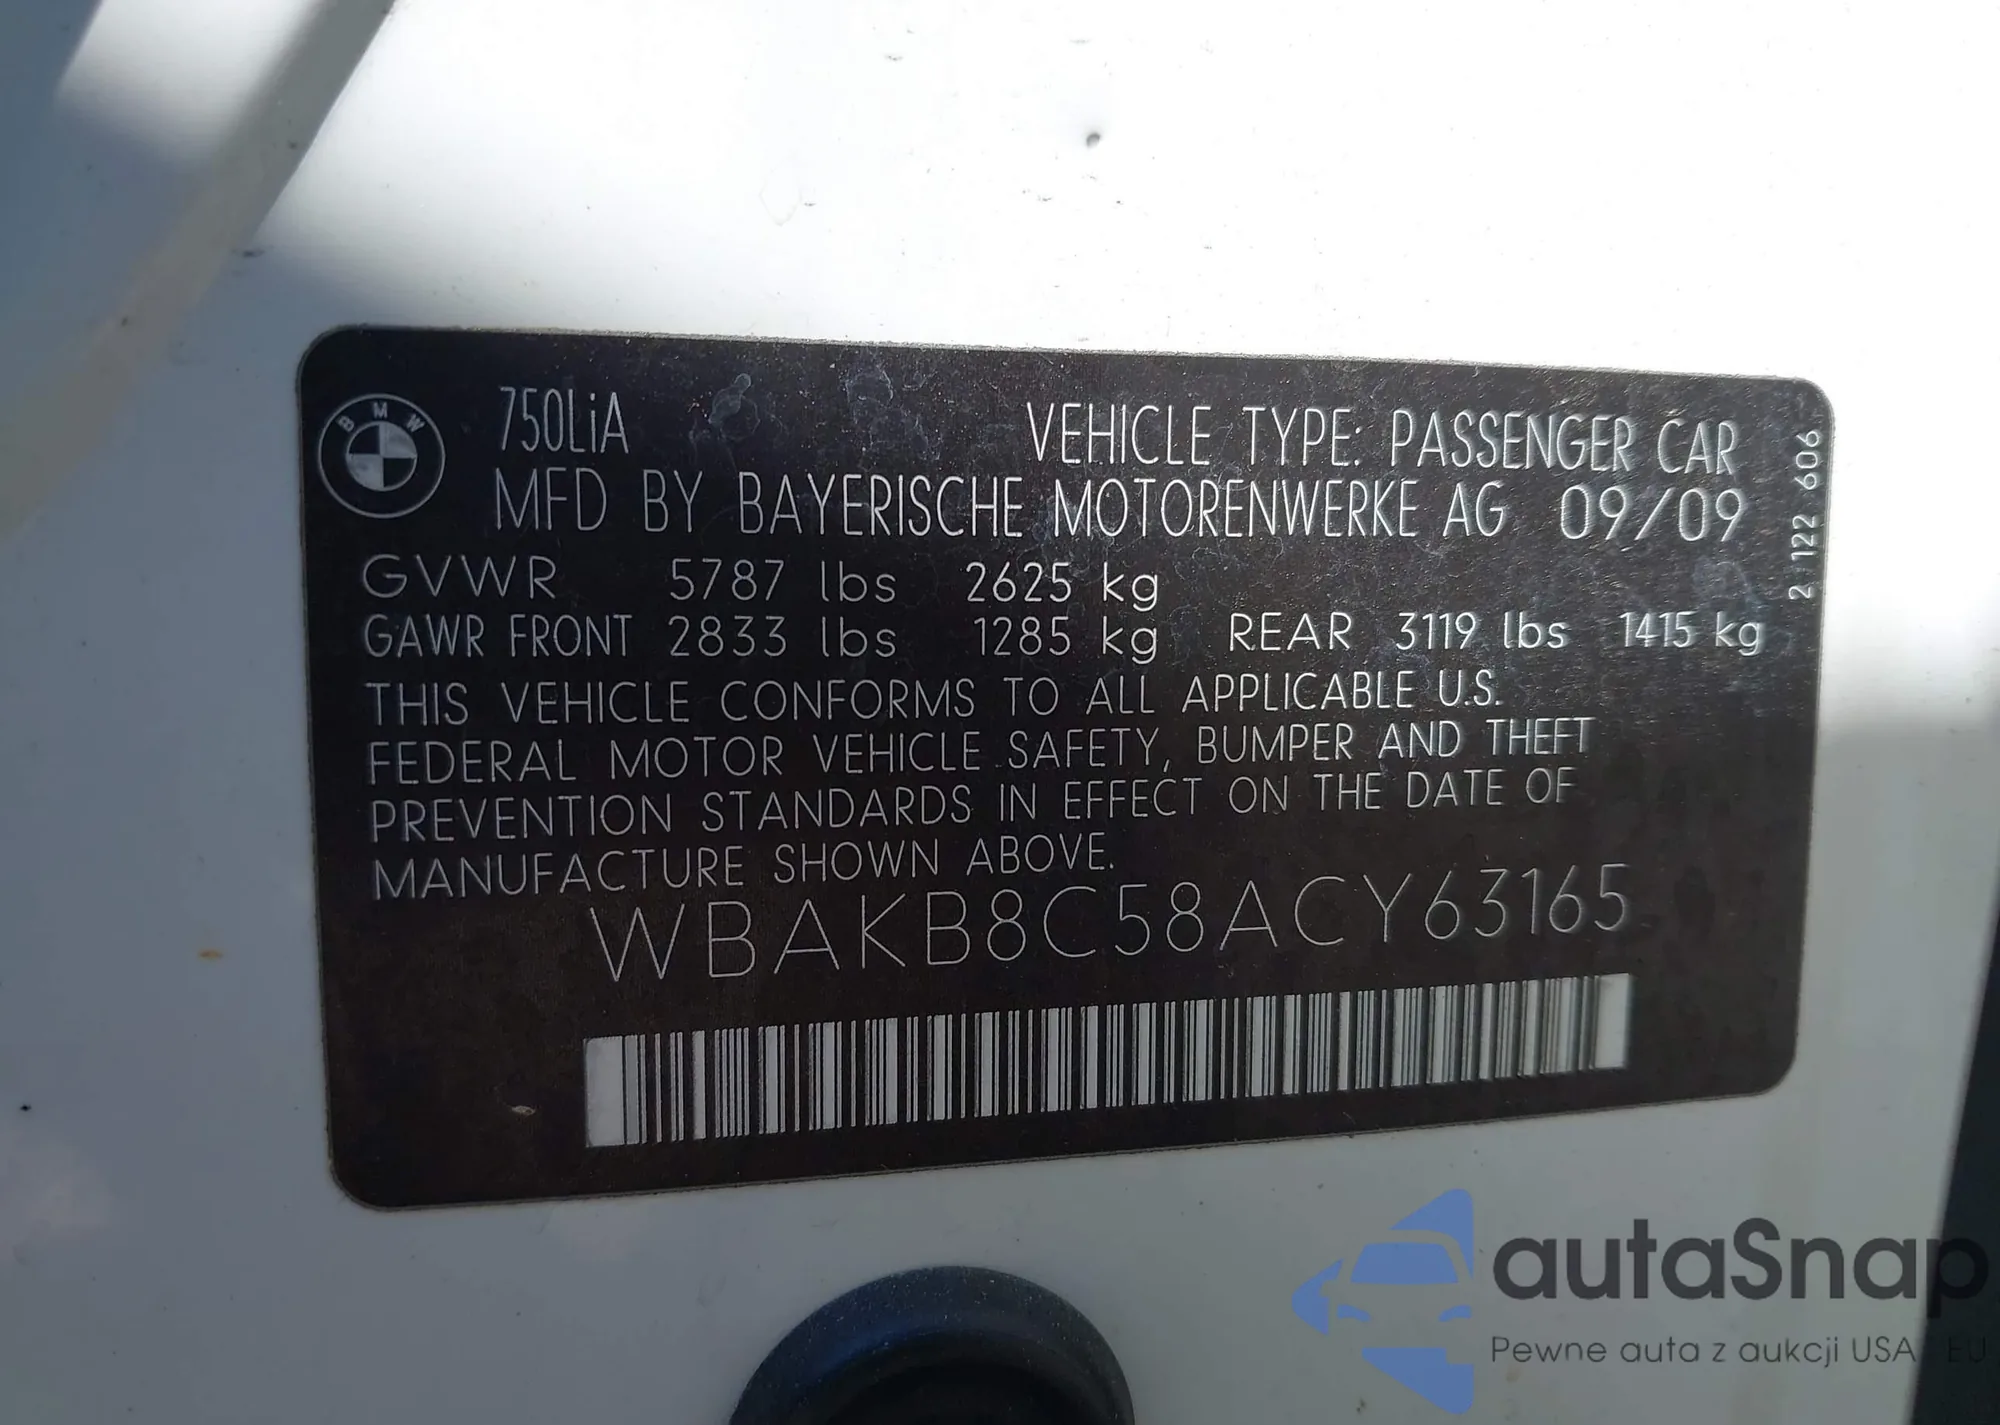 BMW
750LiA
VEHICLE TYPE: PASSENGER CAR
MFD BY BAYERISCHE MOTORENWERKE AG 09/09
GVWR 5787 lbs 2625 kg
GAWR FRONT 2833 lbs 1285 kg REAR 3119 lbs 1415 kg
THIS VEHICLE CONFORMS TO ALL APPLICABLE U.S.
FEDERAL MOTOR VEHICLE SAFETY, BUMPER AND THEFT
PREVENTION STANDARDS IN EFFECT ON THE DATE OF
MANUFACTURE SHOWN ABOVE.
WBAKB8C58ACY63165
2 122 606
autaSnap
Pewne auta z aukcji USA EU